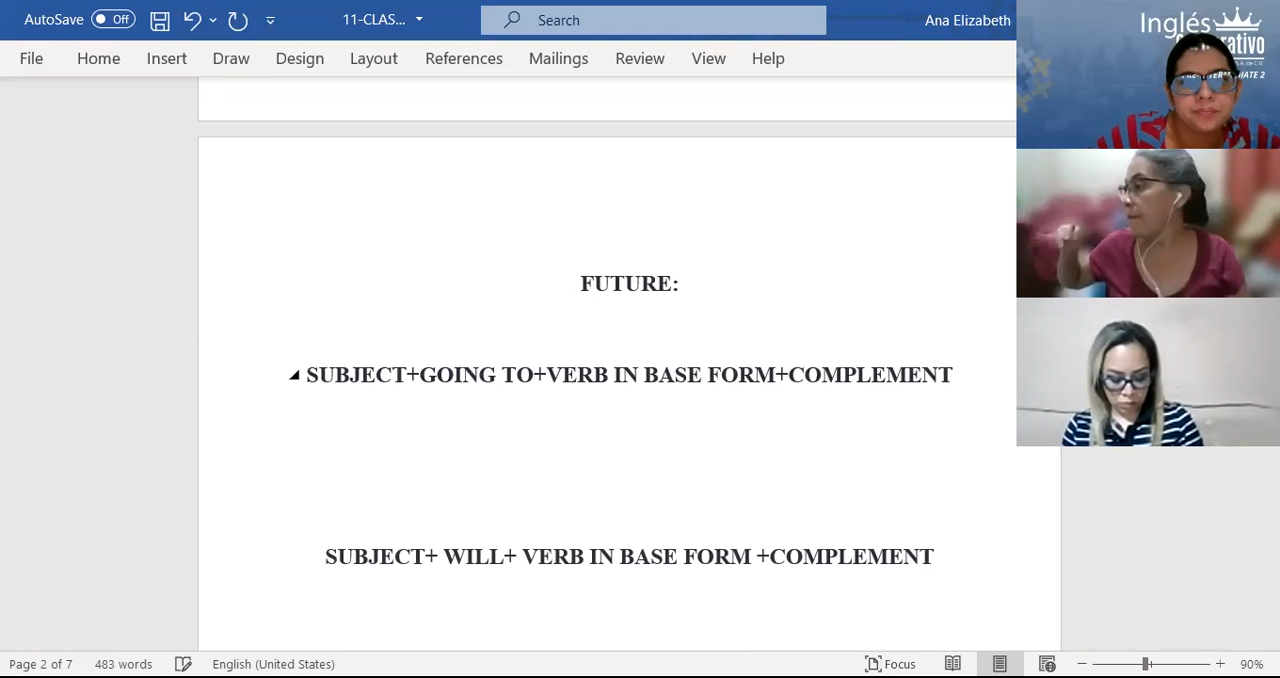 AutoSave Off 11-CLAS... Search Ana Elizabeth
File Home Insert Draw Design Layout References Mailings Review View Help
Inglés
FUTURE:
SUBJECT+GOING TO+VERB IN BASE FORM+COMPLEMENT
SUBJECT+ WILL+ VERB IN BASE FORM +COMPLEMENT
Page 2 of 7 483 words English (United States) Focus 90%